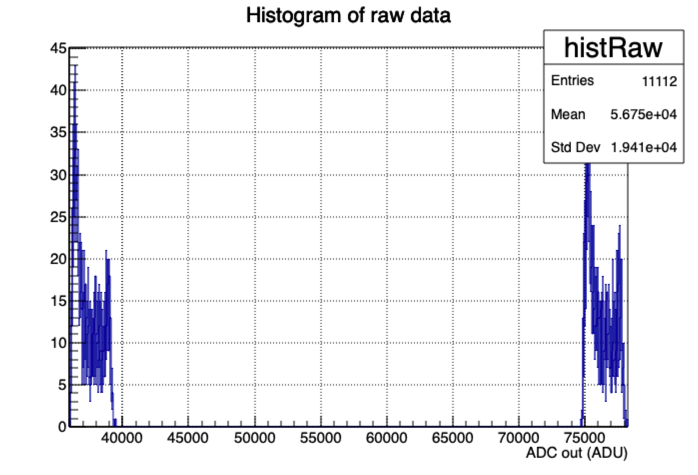 Histogram of raw data
histRaw
Entries 11112
Mean 5.675e+04
Std Dev 1.941e+04
45
40
35
30
25
20
15
10
5
0
40000 45000 50000 55000 60000 65000 70000 75000
ADC out (ADU)